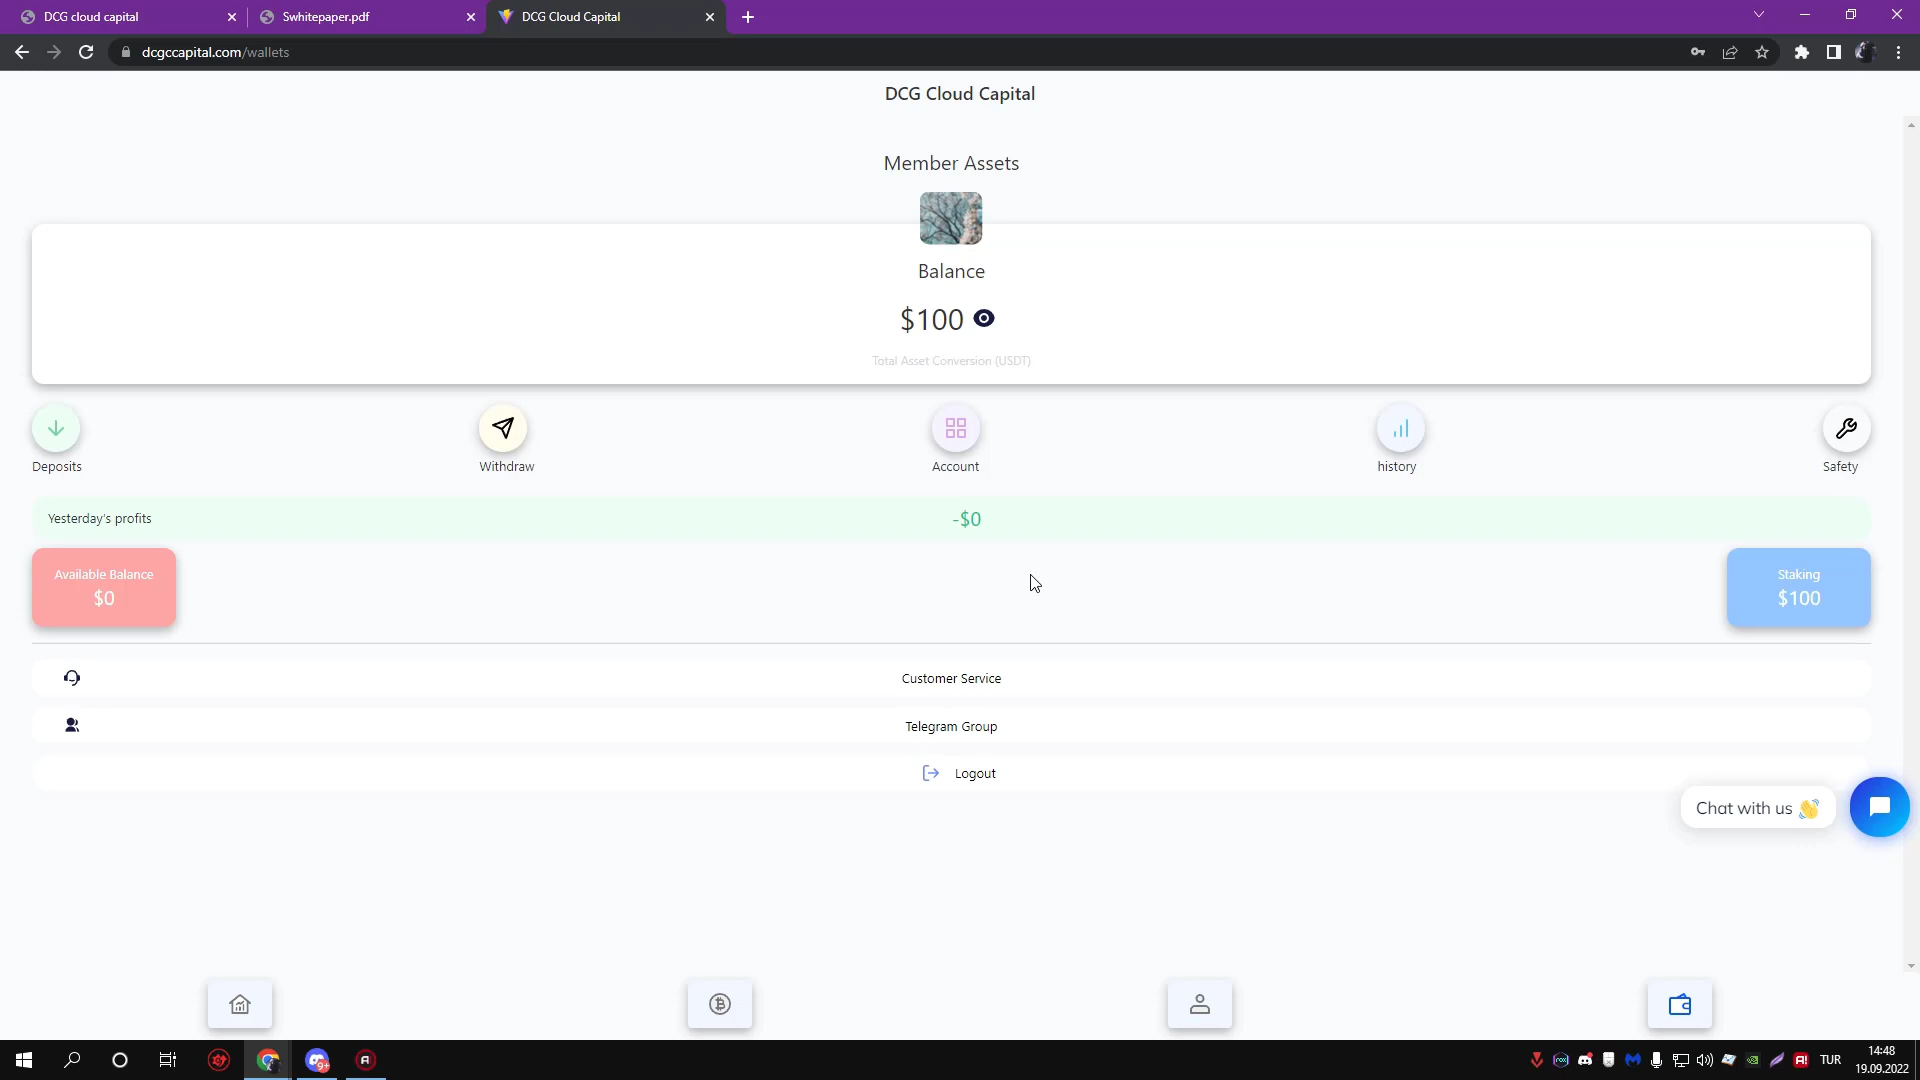 DCG cloud capital
Swhitepaper.pdf
DCG Cloud Capital
dcgccapital.com/wallets
DCG Cloud Capital
Member Assets
Balance
$100
Total Asset Conversion (USDT)
Deposits
Withdraw
Account
history
Safety
Yesterday's profits
-$0
Available Balance
$0
Staking
$100
Customer Service
Telegram Group
Logout
Chat with us 👋
9+
TUR
14:48
19.09.2022